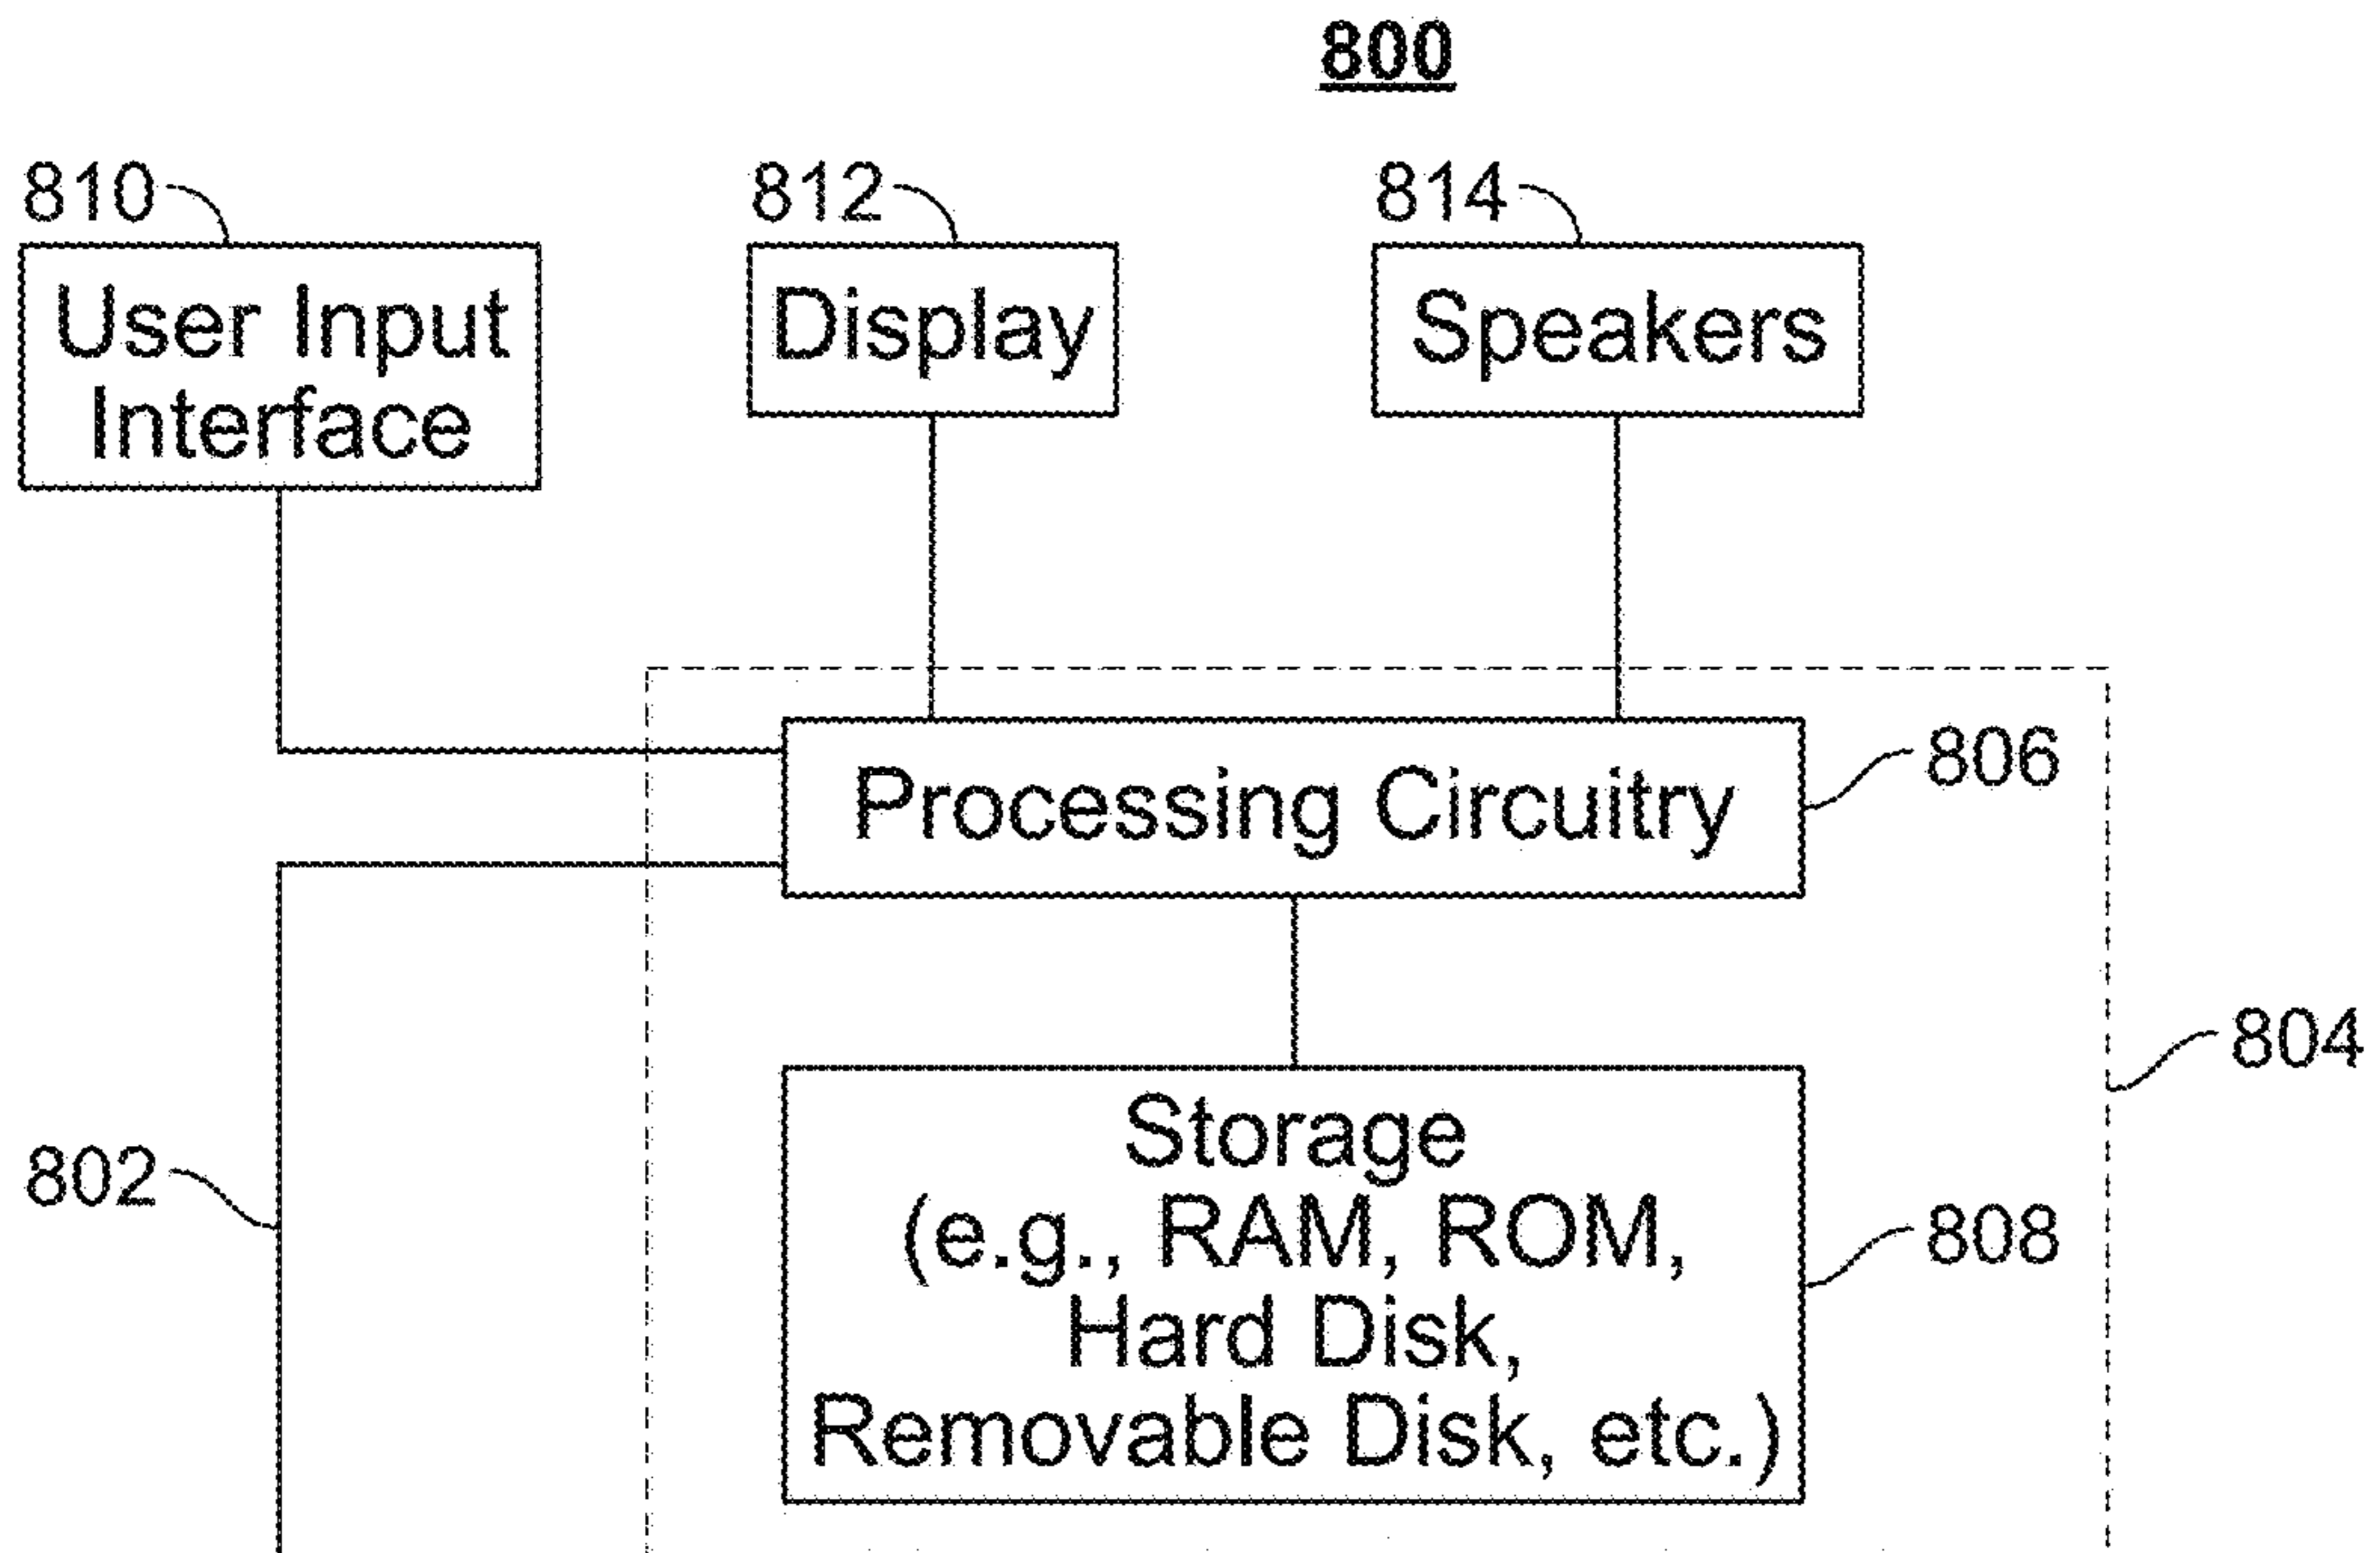 800
810
812
814
User Input
Interface
Display
Speakers
Processing Circuitry
806
804
802
Storage
(e.g., RAM, ROM,
Hard Disk,
Removable Disk, etc.)
808